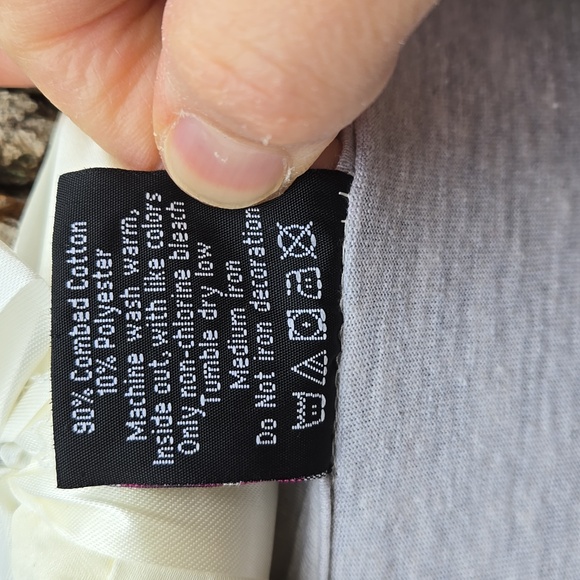 90% Combed Cotton
10% Polyester
Machine wash warm,
Inside out, with like colors
Only non-chlorine bleach
Tumbe dry low
Medium Iron
Do Not Iron decoration